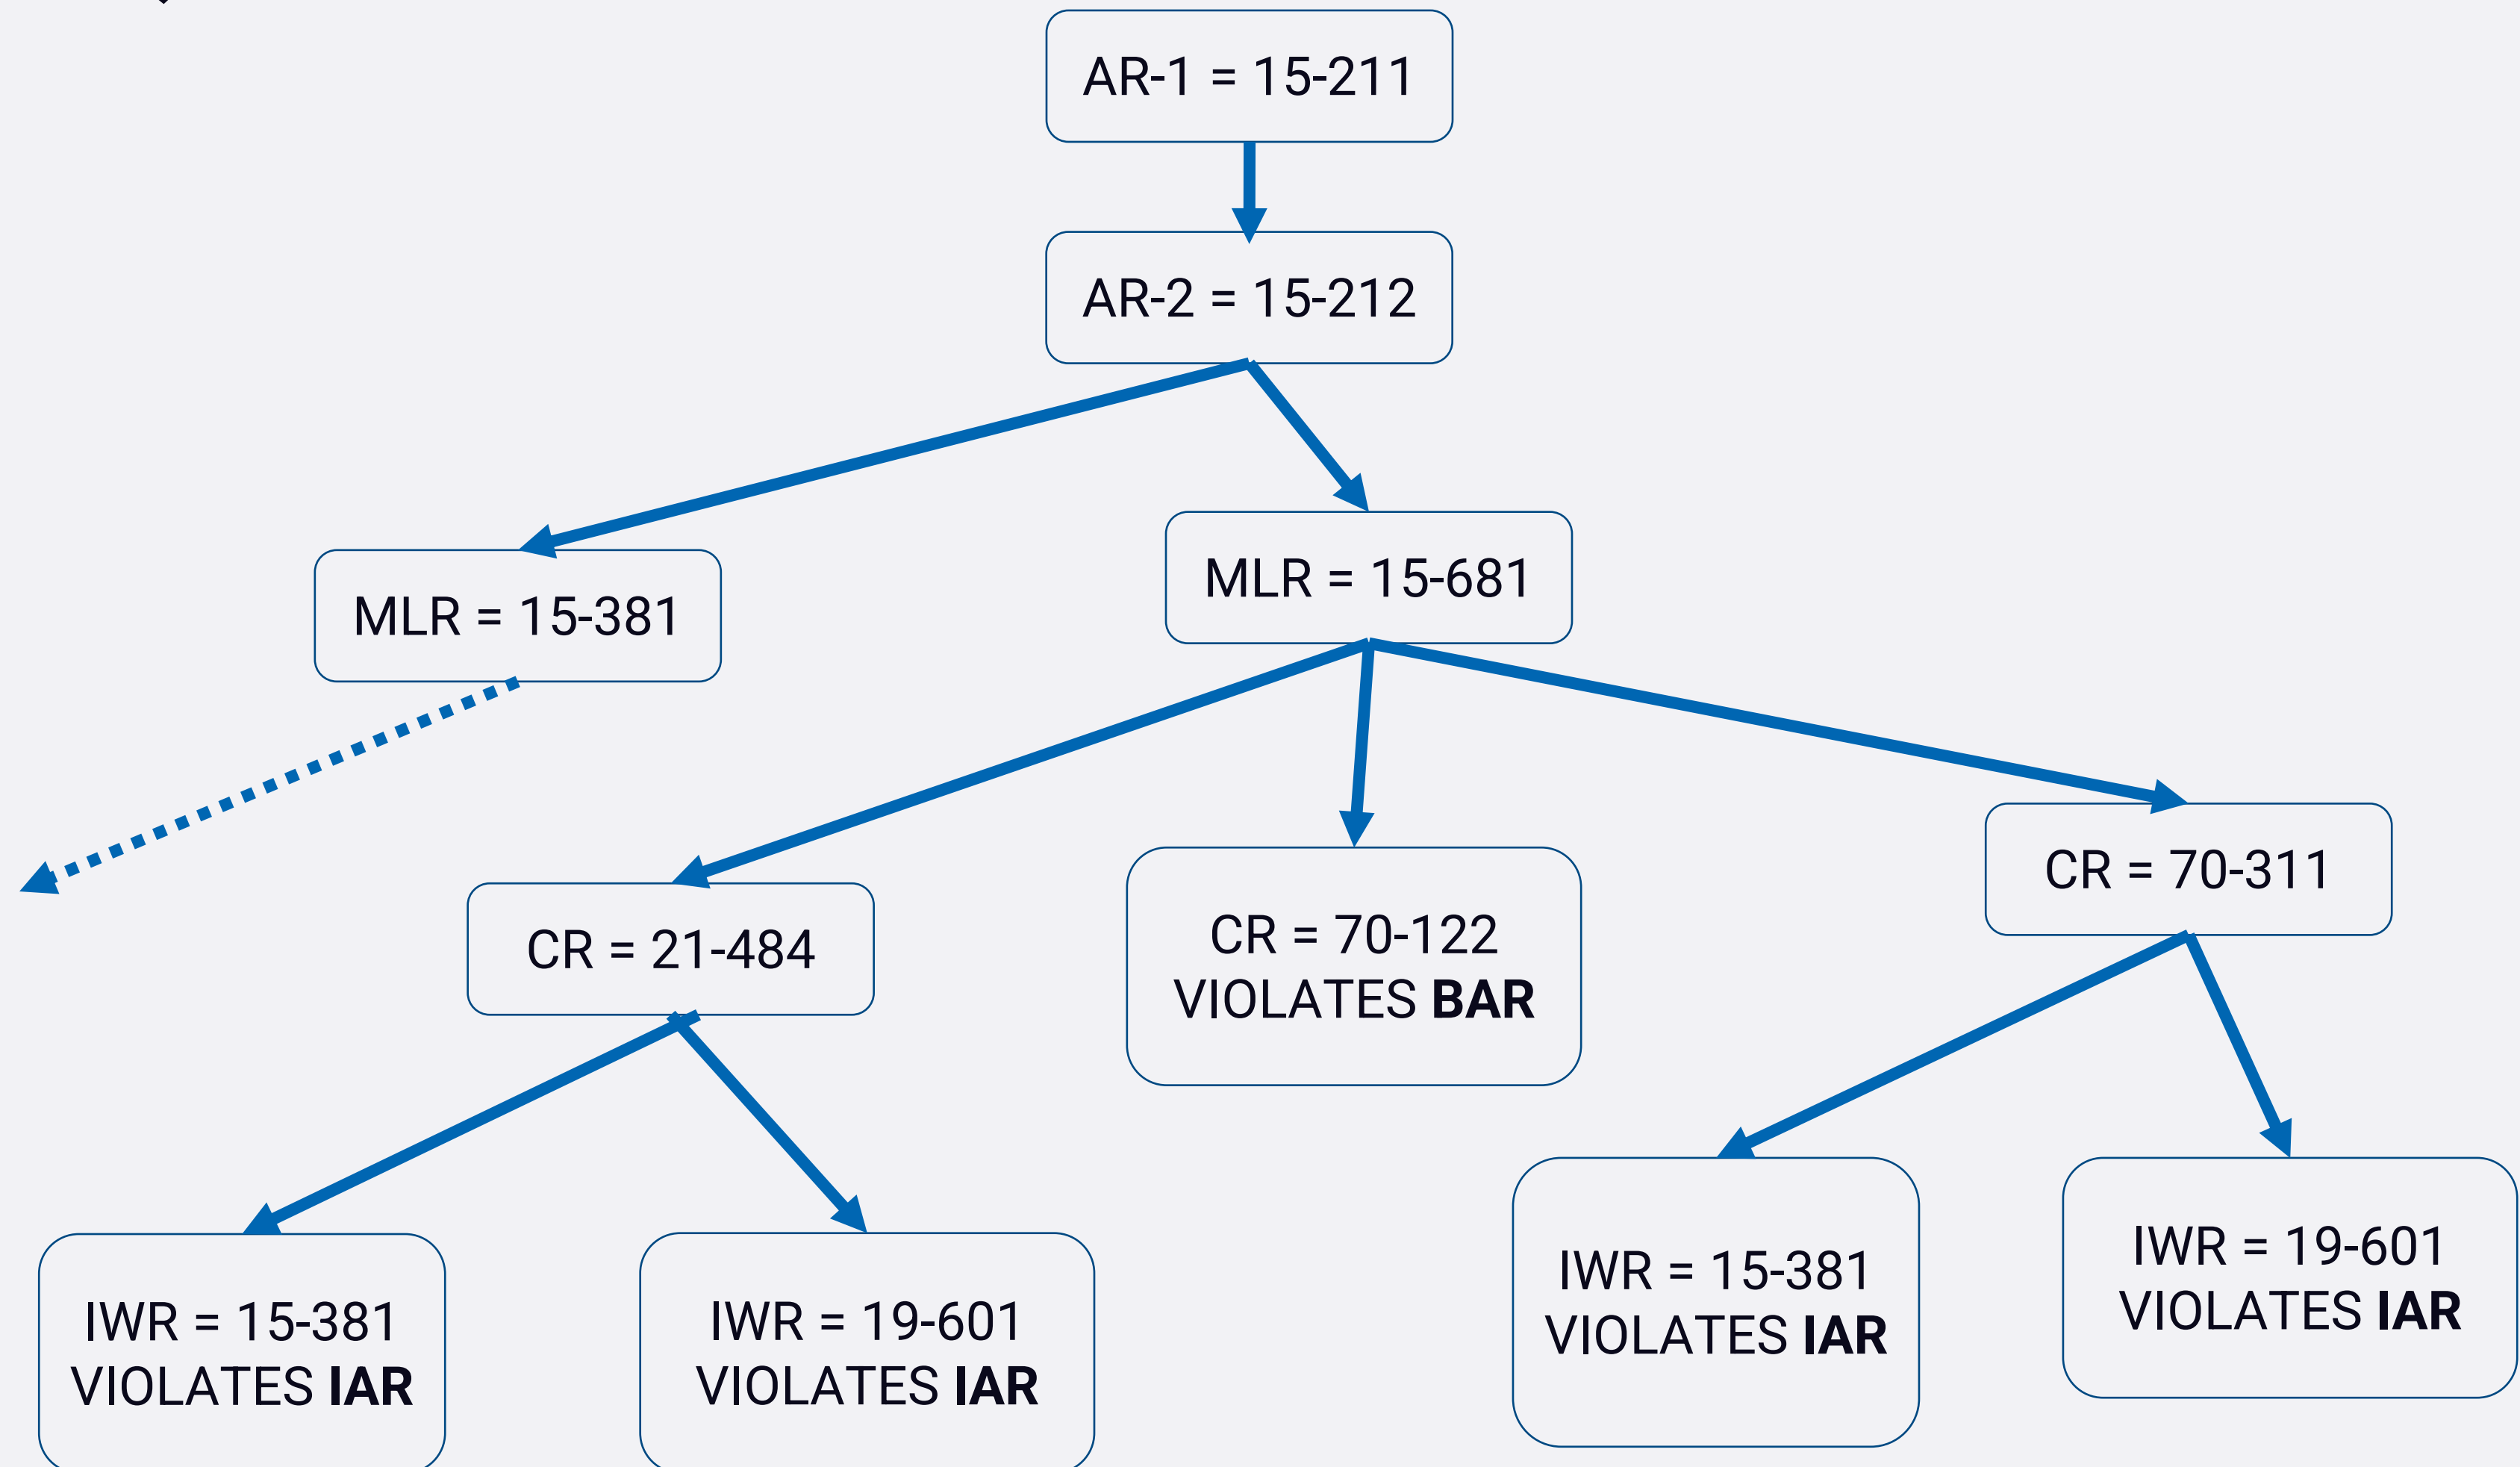 AR-1 = 15-211
AR-2 = 15-212
MLR = 15-381
MLR = 15-681
CR = 21-484
CR = 70-122
VIOLATES BAR
CR = 70-311
IWR = 15-381
VIOLATES IAR
IWR = 19-601
VIOLATES IAR
IWR = 15-381
VIOLATES IAR
IWR = 19-601
VIOLATES IAR